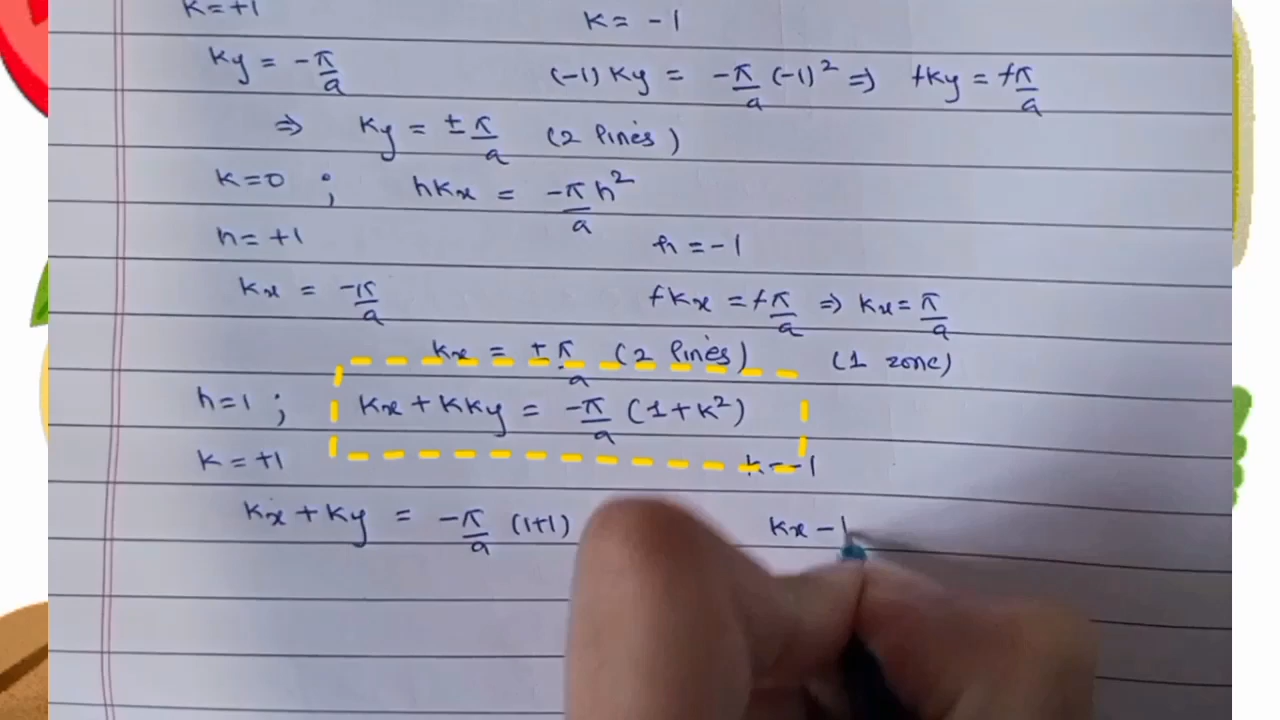 k = +1 k = -1
ky = -π/a (-1) ky = -π/a (-1)² ⇒ +ky = +π/a
⇒ ky = ± π/a (2 lines)
k=0 ; hkx = -π/a h²
h = +1 h = -1
kx = -π/a +kx = +π/a ⇒ kx = π/a
kx = ± π/a (2 lines) (1 zone)
h=1 ; kx + kky = -π/a (1+k²)
k = +1 k = -1
kx + ky = -π/a (1+1) kx -